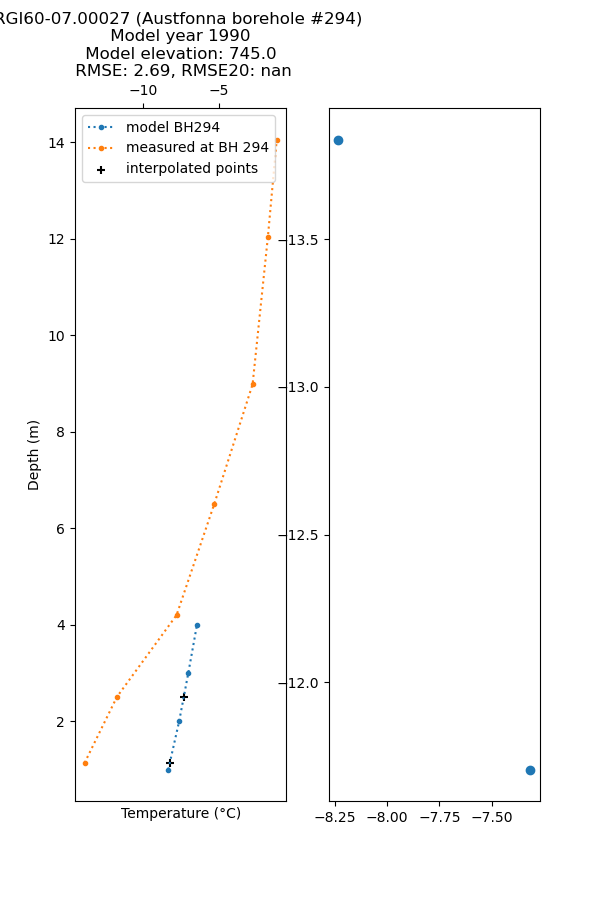 RGI60-07.00027 (Austfonna borehole #294)
Model year 1990
Model elevation: 745.0
RMSE: 2.69, RMSE20: nan
−10 −5
model BH294
measured at BH 294
interpolated points
14
12
10
8
6
4
2
Depth (m)
Temperature (°C)
−13.5
−13.0
−12.5
−12.0
−8.25 −8.00 −7.75 −7.50